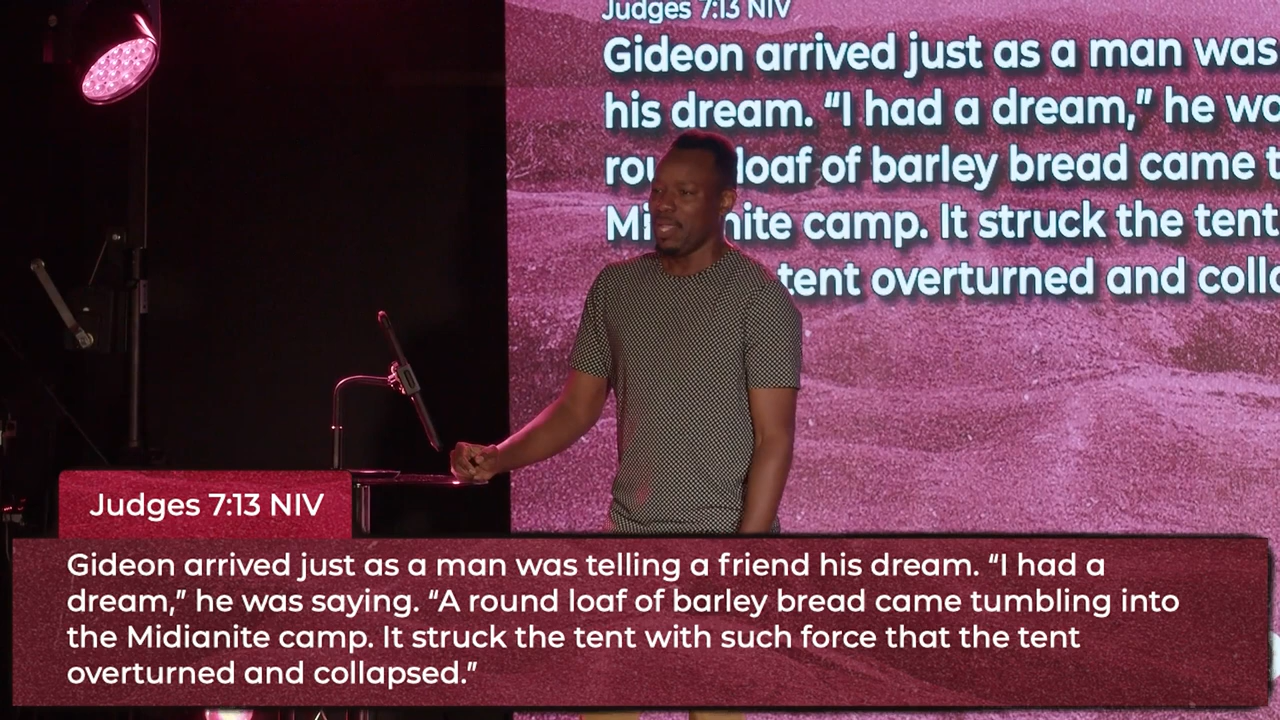 Judges 7:13 NIV
Gideon arrived just as a man was
his dream. “I had a dream,” he
loaf of barley bread came
camp. It struck the tent
tent overturned and
Judges 7:13 NIV
Gideon arrived just as a man was telling a friend his dream. “I had a
dream,” he was saying. “A round loaf of barley bread came tumbling into
the Midianite camp. It struck the tent with such force that the tent
overturned and collapsed.”